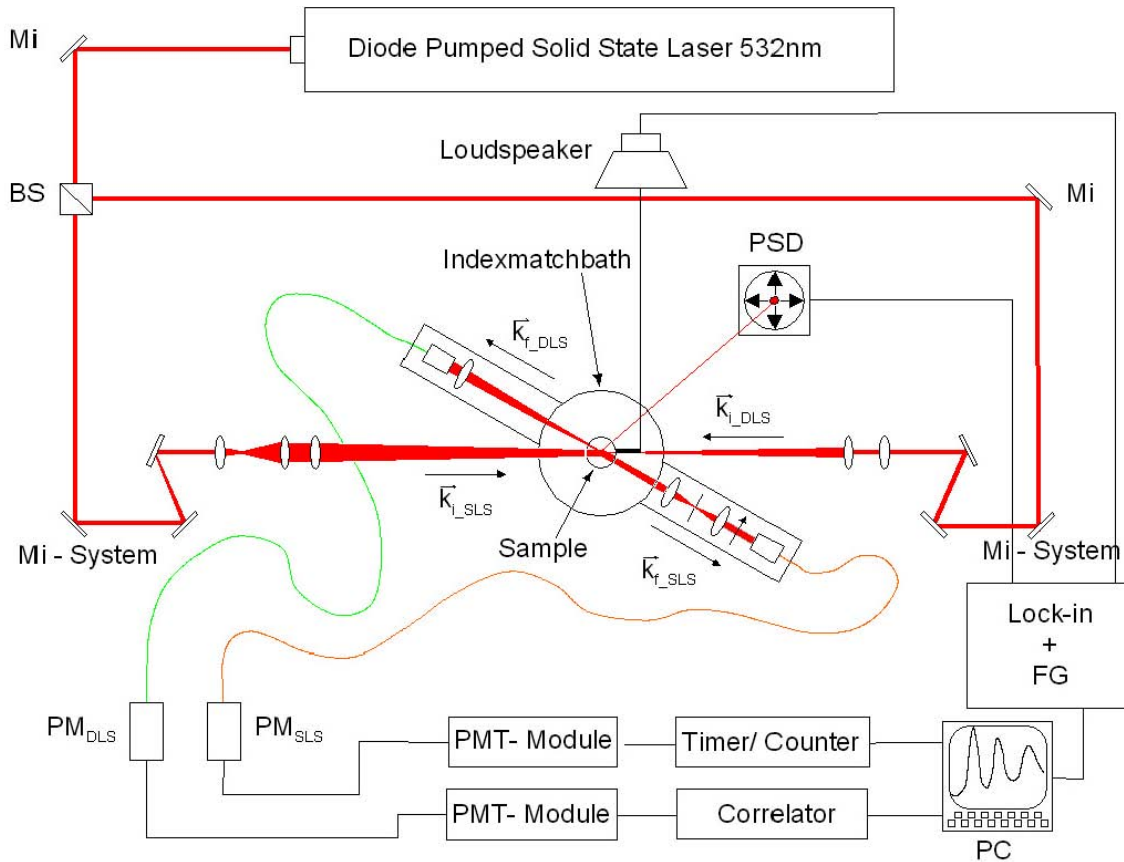 Mi
Diode Pumped Solid State Laser 532nm
Loudspeaker
BS
Mi
PSD
Indexmatchbath
k⃗f_DLS
k⃗i_DLS
k⃗i_SLS
Sample
Mi - System
k⃗f_SLS
Mi - System
Lock-in
+
FG
PMDLS
PMSLS
PMT- Module
Timer/ Counter
PMT- Module
Correlator
PC